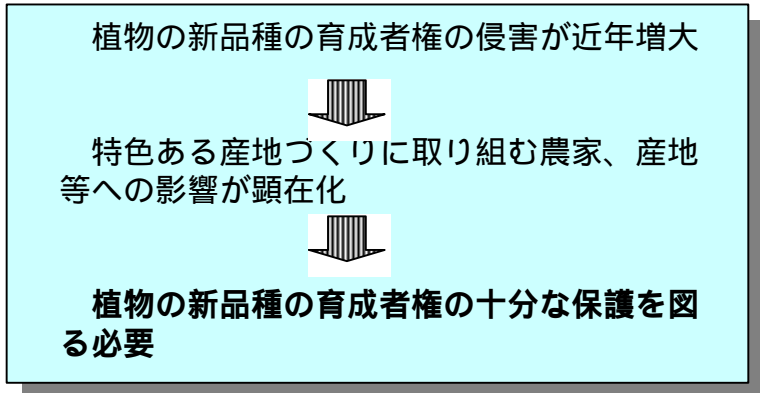 植物の新品種の育成者権の侵害が近年増大
特色ある産地づくりに取り組む農家、産地
等への影響が顕在化
植物の新品種の育成者権の十分な保護を図
る必要